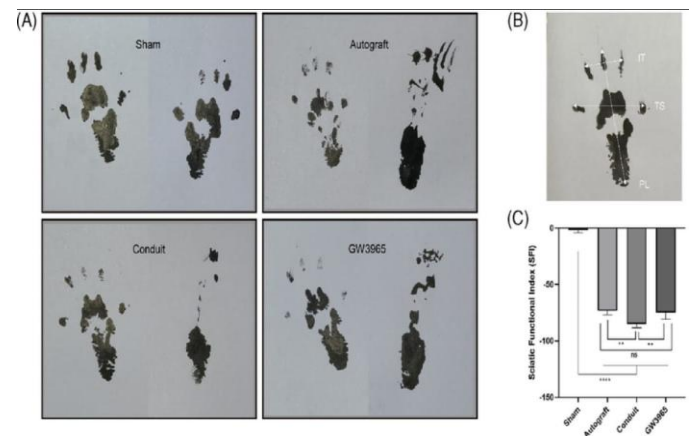 (A)
Sham
Autograft
Conduit
GW3965
(B)
IT
TS
PL
(C)
Sciatic Functional Index (SFI)
0
-50
-100
-150
**
**
ns
****
Sham
Autograft
Conduit
GW3965